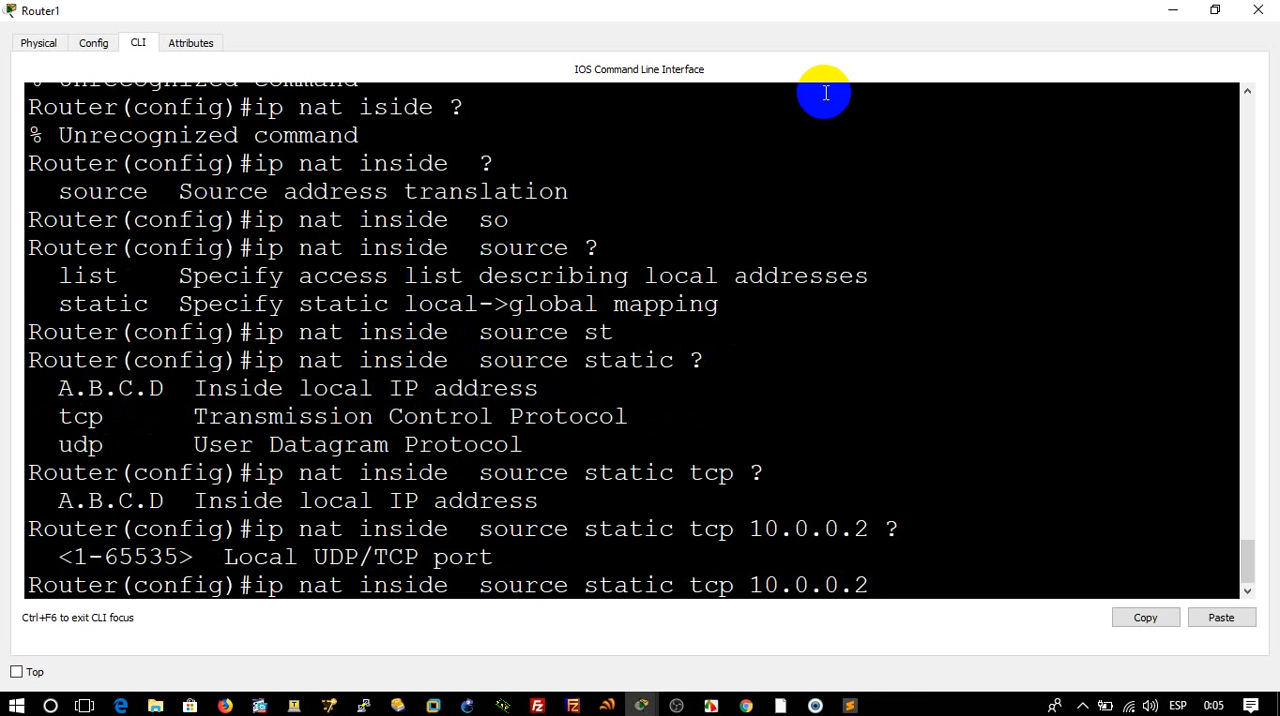 Router1
Physical
Config
CLI
Attributes
IOS Command Line Interface
% Unrecognized command
Router(config)#ip nat iside ?
% Unrecognized command
Router(config)#ip nat inside  ?
  source  Source address translation
Router(config)#ip nat inside  so
Router(config)#ip nat inside  source ?
  list    Specify access list describing local addresses
  static  Specify static local->global mapping
Router(config)#ip nat inside  source st
Router(config)#ip nat inside  source static ?
  A.B.C.D  Inside local IP address
  tcp      Transmission Control Protocol
  udp      User Datagram Protocol
Router(config)#ip nat inside  source static tcp ?
  A.B.C.D  Inside local IP address
Router(config)#ip nat inside  source static tcp 10.0.0.2 ?
  <1-65535>  Local UDP/TCP port
Router(config)#ip nat inside  source static tcp 10.0.0.2
Ctrl+F6 to exit CLI focus
Copy
Paste
Top
ESP
0:05